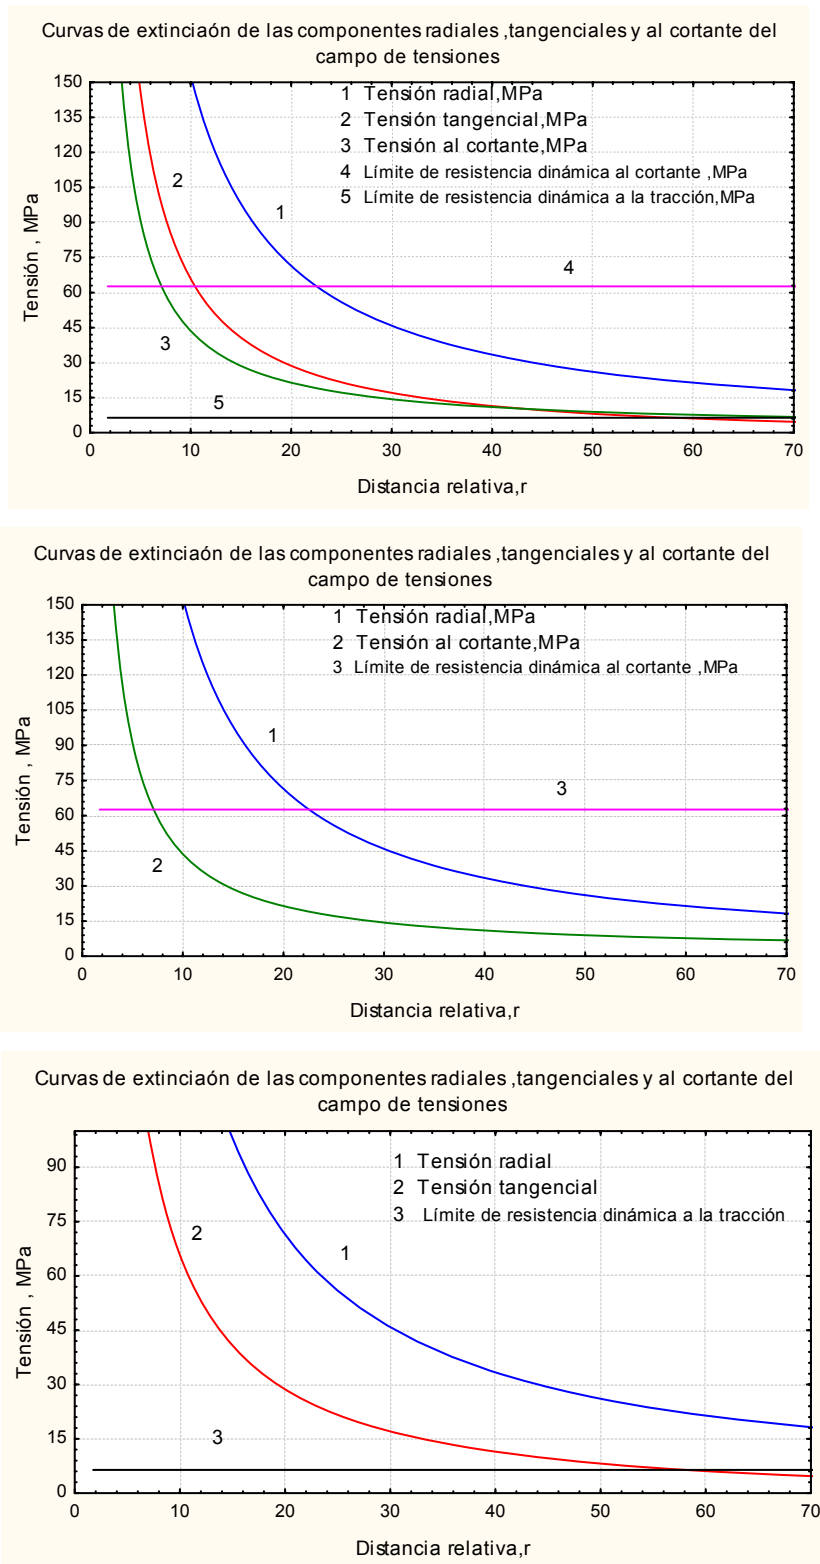 Curvas de extinciaón de las componentes radiales ,tangenciales y al cortante del
campo de tensiones
1 Tensión radial,MPa
2 Tensión tangencial,MPa
3 Tensión al cortante,MPa
4 Límite de resistencia dinámica al cortante ,MPa
5 Límite de resistencia dinámica a la tracción,MPa
150
135
120
105
90
75
60
45
30
15
0
Tensión , MPa
2
1
4
3
5
0 10 20 30 40 50 60 70
Distancia relativa,r
Curvas de extinciaón de las componentes radiales ,tangenciales y al cortante del
campo de tensiones
1 Tensión radial,MPa
2 Tensión al cortante,MPa
3 Límite de resistencia dinámica al cortante ,MPa
150
135
120
105
90
75
60
45
30
15
0
Tensión , MPa
1
3
2
0 10 20 30 40 50 60 70
Distancia relativa,r
Curvas de extinciaón de las componentes radiales ,tangenciales y al cortante del
campo de tensiones
1 Tensión radial
2 Tensión tangencial
3 Límite de resistencia dinámica a la tracción
90
75
60
45
30
15
0
Tensión , MPa
2
1
3
0 10 20 30 40 50 60 70
Distancia relativa,r